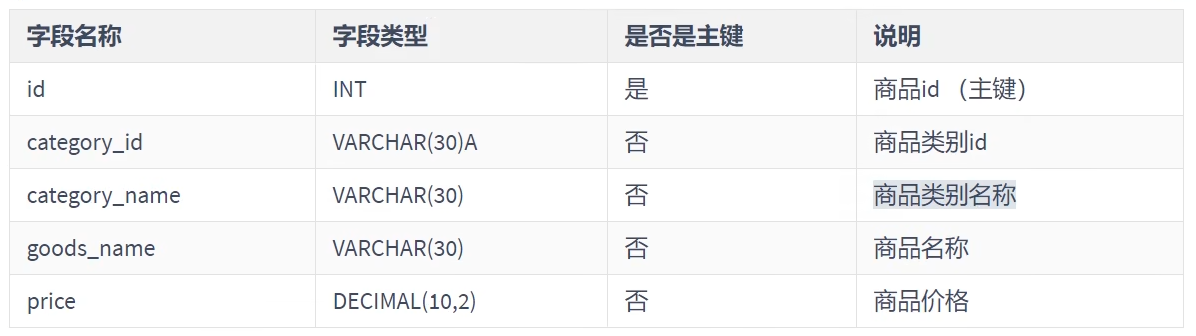 字段名称 字段类型 是否是主键 说明
id INT 是 商品id （主键）
category_id VARCHAR(30)A 否 商品类别id
category_name VARCHAR(30) 否 商品类别名称
goods_name VARCHAR(30) 否 商品名称
price DECIMAL(10,2) 否 商品价格